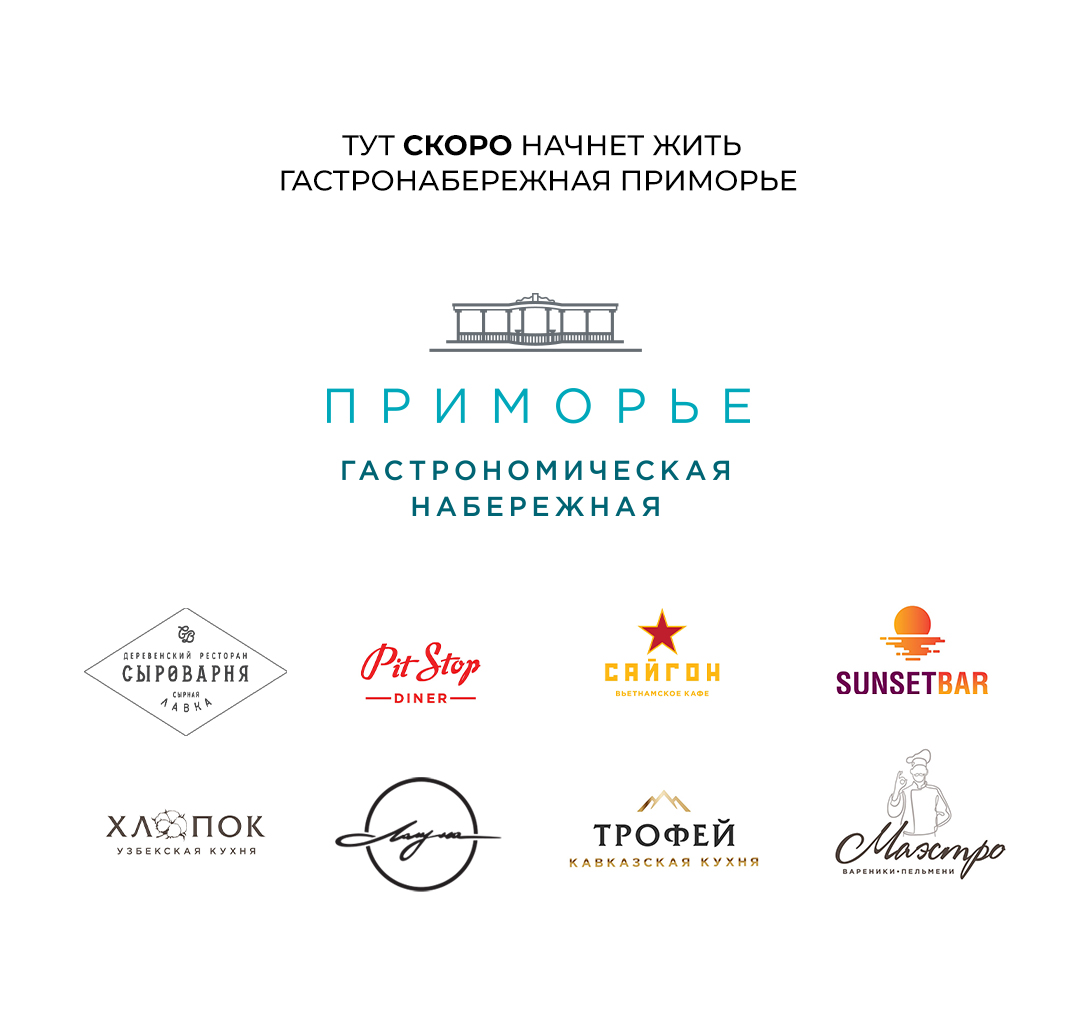 ТУТ СКОРО НАЧНЕТ ЖИТЬ
ГАСТРОНАБЕРЕЖНАЯ ПРИМОРЬЕ
ПРИМОРЬЕ
ГАСТРОНОМИЧЕСКАЯ
НАБЕРЕЖНАЯ
ДЕРЕВЕНСКИЙ РЕСТОРАН
СЫРОВАРНЯ
СЫРНАЯ
ЛАВКА
Pit Stop
DINER
САЙГОН
ВЬЕТНАМСКОЕ КАФЕ
SUNSETBAR
ХЛОПОК
УЗБЕКСКАЯ КУХНЯ
ТРОФЕЙ
КАВКАЗСКАЯ КУХНЯ
Маэстро
ВАРЕНИКИ•ПЕЛЬМЕНИ